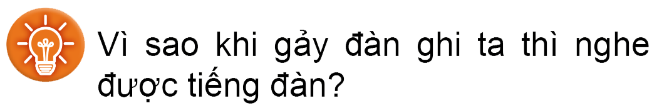 Vì sao khi gảy đàn ghi ta thì nghe
được tiếng đàn?